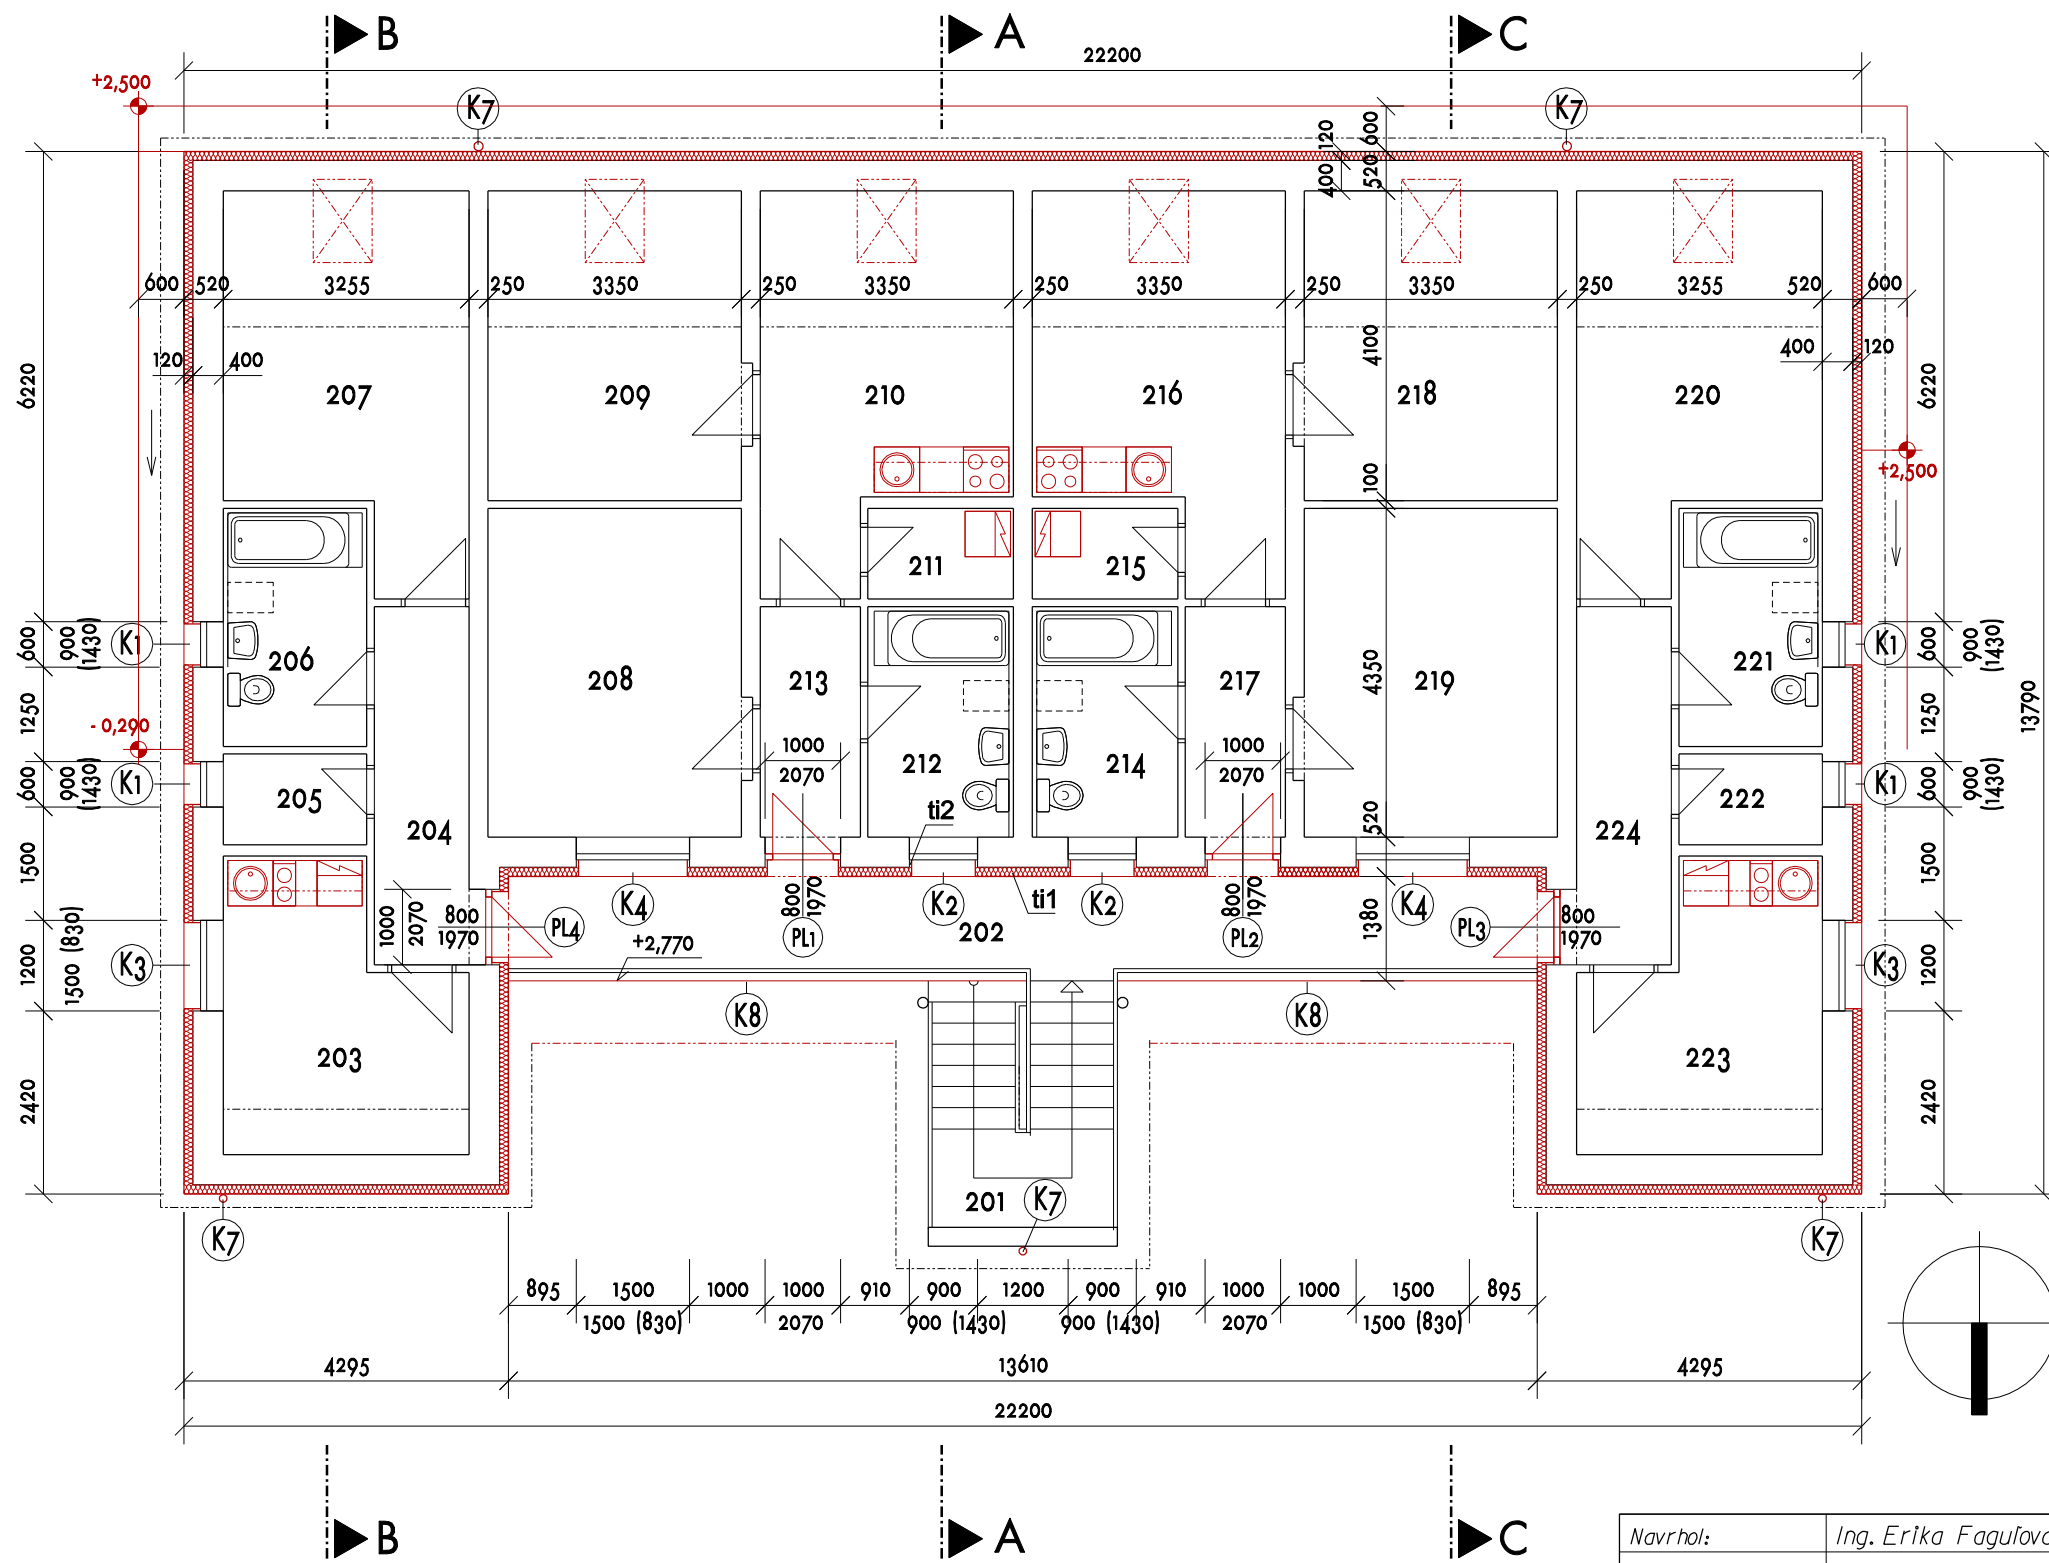 B A C
22200
+2,500
K7 K7
120 600
400 520
600 520 3255 250 3350 250 3350 250 3350 250 3350 250 3255 520 600
120 400
4100
400 120
6220
6220
13790
207 209 210 216 218 220
+2,500
100
211 215
K1 600 900 (1430)
206 208 213 217 219 221
4350
K1 600 900 (1430)
1250
1250
- 0,290
1000 1000
2070 2070
212 214
K1 600 900 (1430)
205 222
K1 600 900 (1430)
ti2
520
204 224
1500
1500
K4 K2 ti1 K2 K4
800 1970
800 1970
1380
1000 2070
800
1970
PL4 PL1 PL2 PL3
800
1970
202
+2,770
K3 1200 1500 (830)
K3 1200
K8 K8
203 223
2420
2420
201 K7
K7 K7
895 1500 1000 1000 910 900 1200 900 910 1000 1000 1500 895
1500 (830) 2070 900 (1430) 900 (1430) 2070 1500 (830)
4295 13610 4295
22200
B A C
Navrhol: Ing. Erika Faguľová